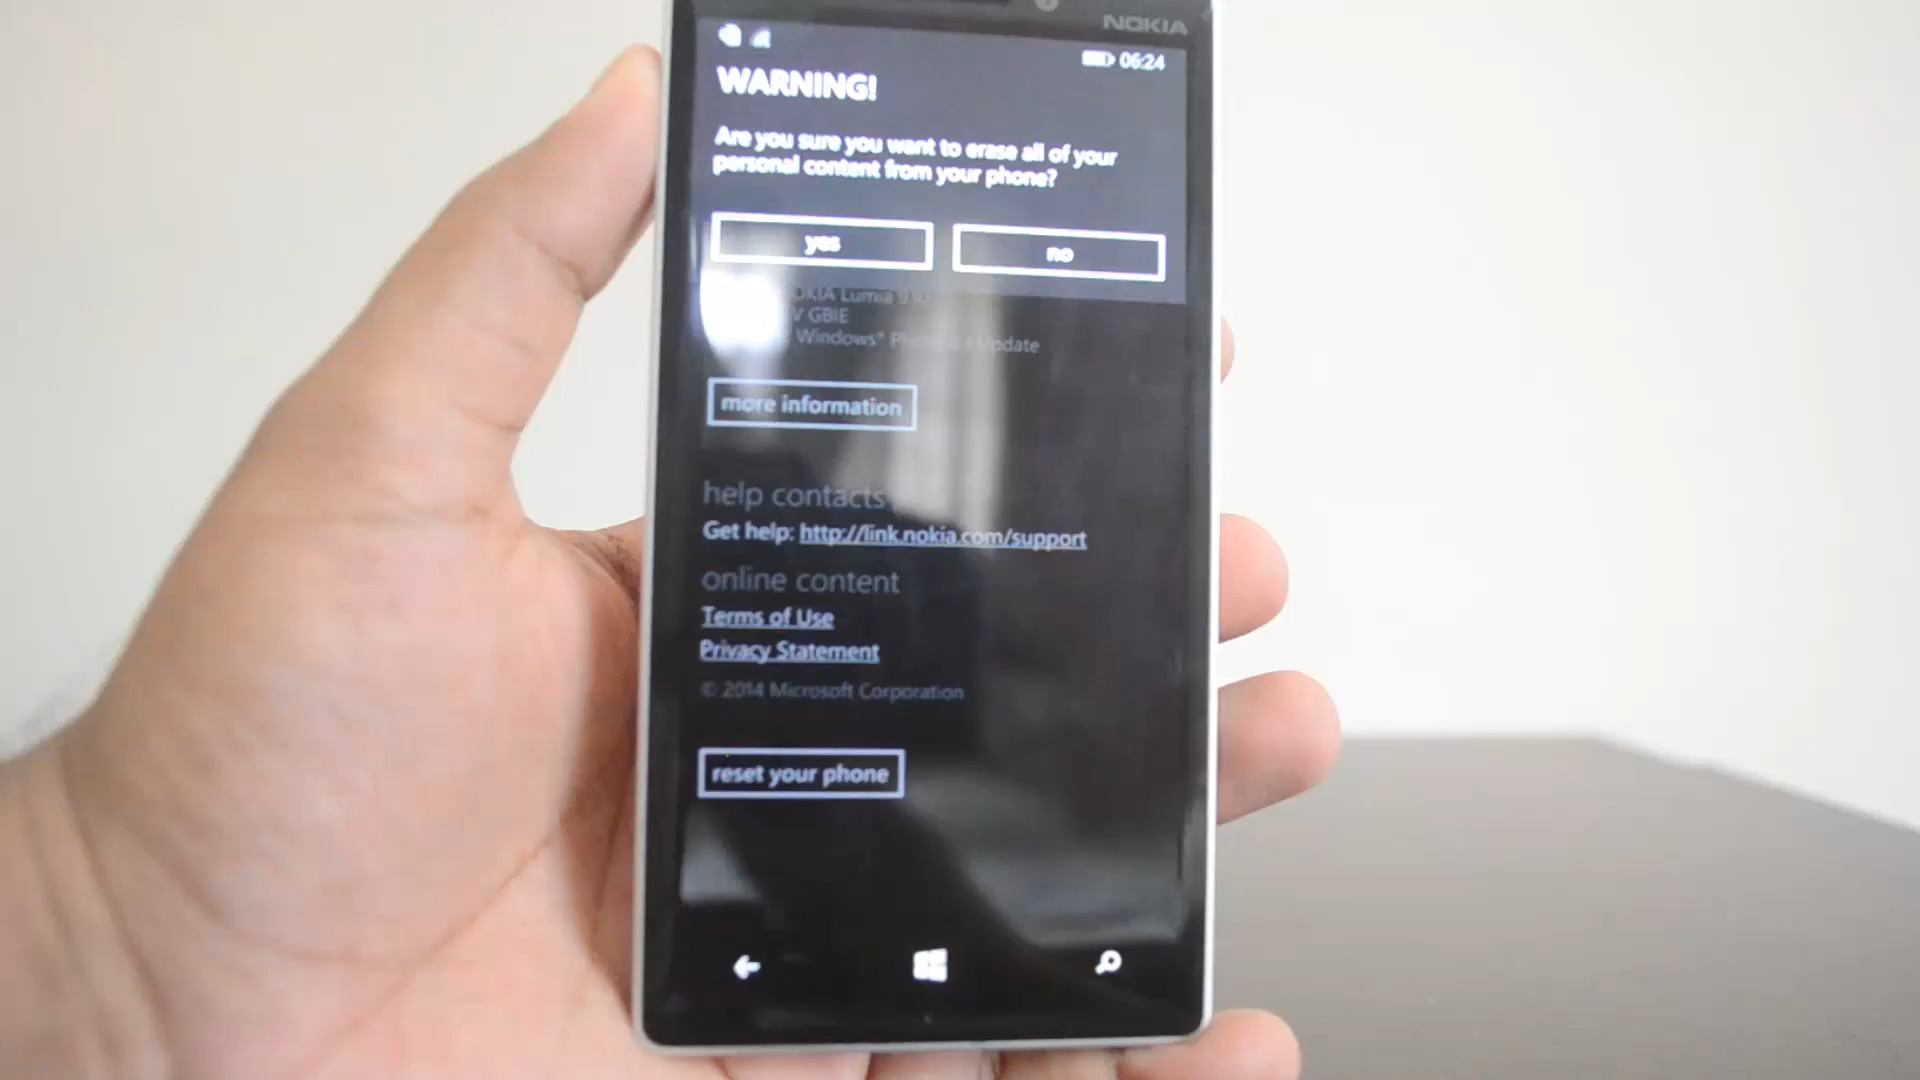 NOKIA
06:24
WARNING!
Are you sure you want to erase all of your
personal content from your phone?
yes no
Lumia
GBIE
Windows® Update
more information
help contacts
Get help: http://link.nokia.com/support
online content
Terms of Use
Privacy Statement
© 2014 Microsoft Corporation
reset your phone